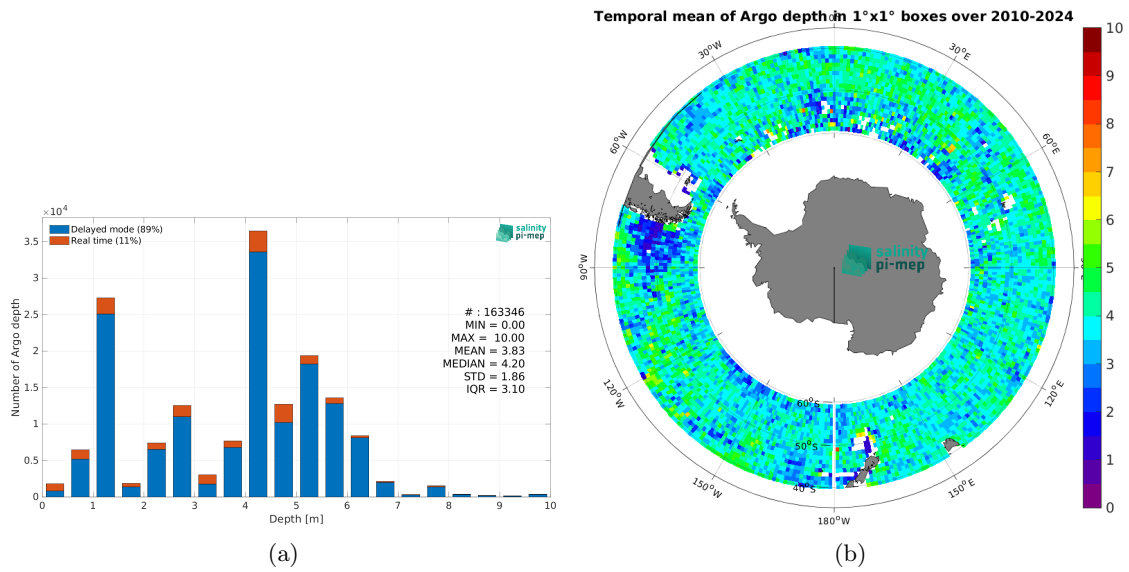 Temporal mean of Argo depth in 1°x1° boxes over 2010-2024
×10^4
Delayed mode (89%)
Real time (11%)
salinity
pi-mep
# : 163346
MIN = 0.00
MAX = 10.00
MEAN = 3.83
MEDIAN = 4.20
STD = 1.86
IQR = 3.10
Number of Argo depth
3.5
3
2.5
2
1.5
1
0.5
0
0 1 2 3 4 5 6 7 8 9 10
Depth [m]
(a)
30°W
30°E
60°W
60°E
90°W
120°W
120°E
150°W
150°E
180°W
60°S
50°S
40°S
salinity
pi-mep
10
9
8
7
6
5
4
3
2
1
0
(b)